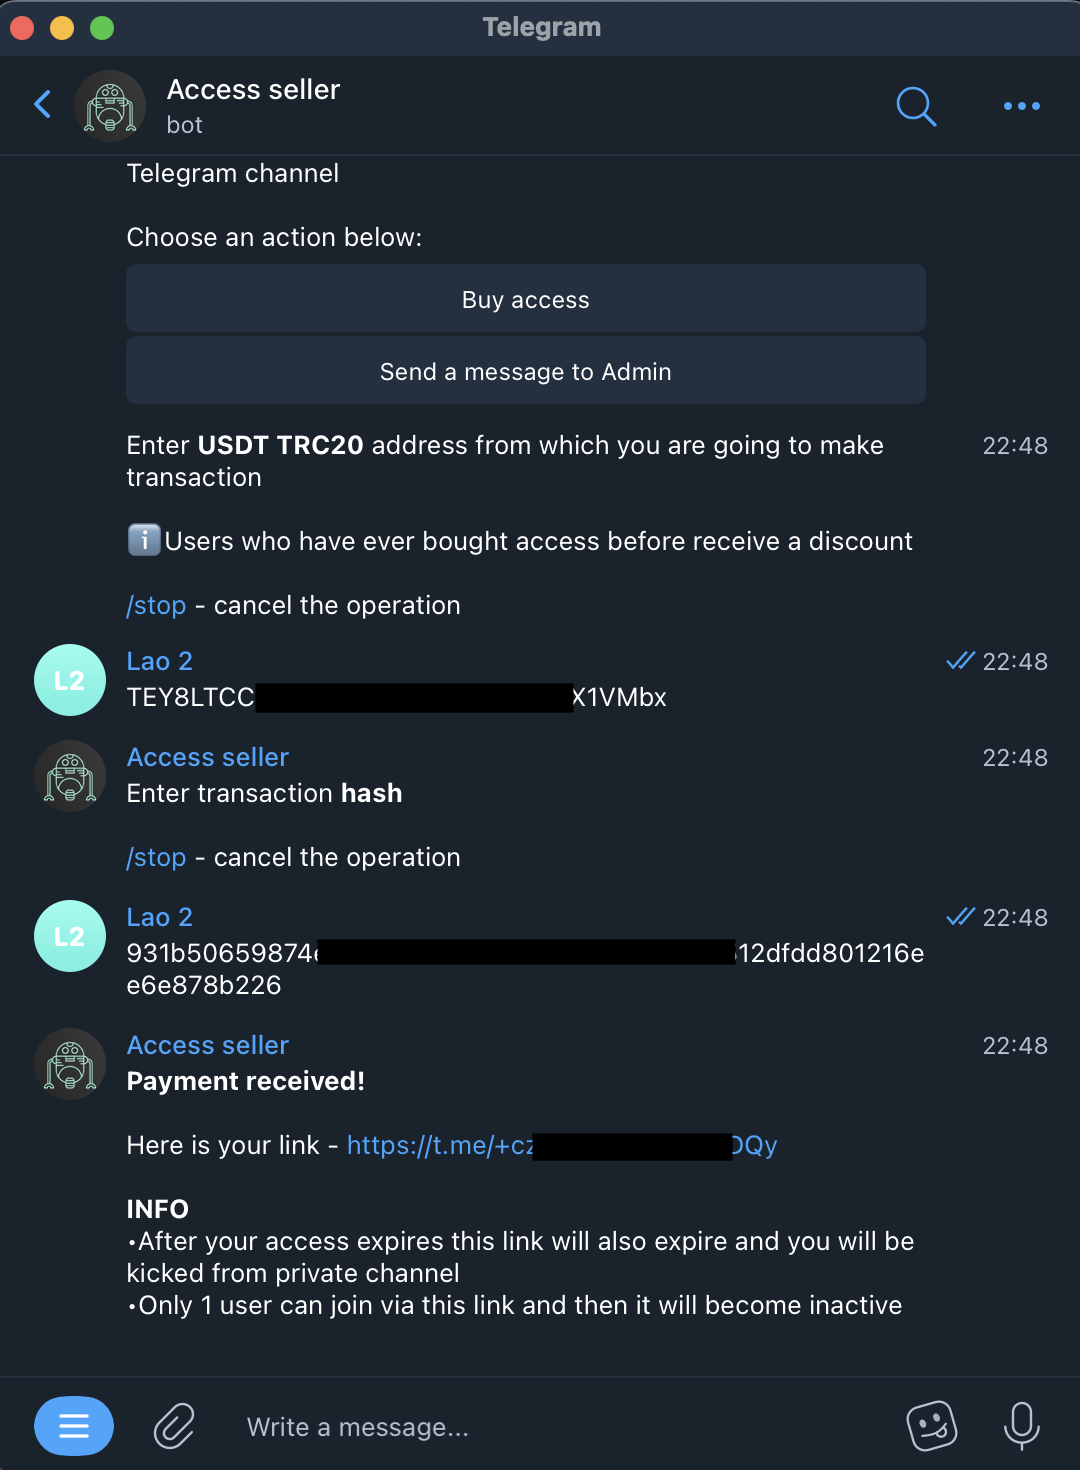 Telegram
Access seller
bot
Telegram channel
Choose an action below:
Buy access
Send a message to Admin
Enter USDT TRC20 address from which you are going to make
transaction
22:48
ℹ️Users who have ever bought access before receive a discount
/stop - cancel the operation
Lao 2
22:48
L2
TEY8LTCC X1VMbx
Access seller
22:48
Enter transaction hash
/stop - cancel the operation
Lao 2
22:48
L2
931b50659874 12dfdd801216e
e6e878b226
Access seller
22:48
Payment received!
Here is your link - https://t.me/+cz DQy
INFO
•After your access expires this link will also expire and you will be
kicked from private channel
•Only 1 user can join via this link and then it will become inactive
Write a message...